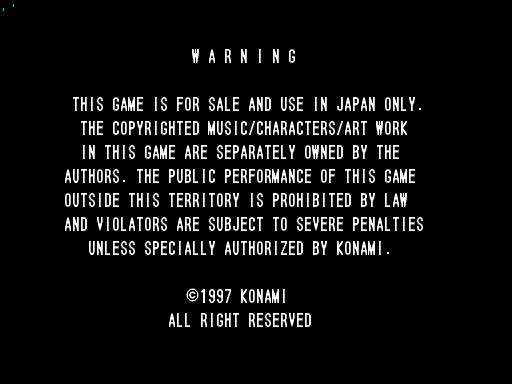 WARNING
THIS GAME IS FOR SALE AND USE IN JAPAN ONLY.
THE COPYRIGHTED MUSIC/CHARACTERS/ART WORK
IN THIS GAME ARE SEPARATELY OWNED BY THE
AUTHORS. THE PUBLIC PERFORMANCE OF THIS GAME
OUTSIDE THIS TERRITORY IS PROHIBITED BY LAW
AND VIOLATORS ARE SUBJECT TO SEVERE PENALTIES
UNLESS SPECIALLY AUTHORIZED BY KONAMI.
©1997 KONAMI
ALL RIGHT RESERVED